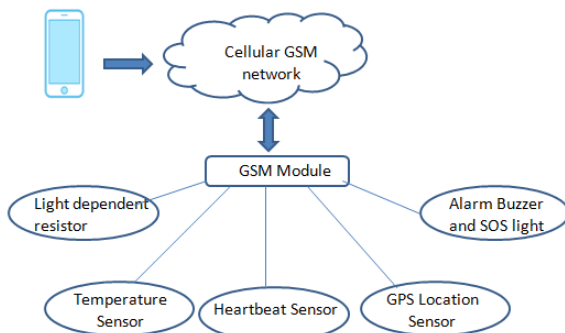 Cellular GSM
network
GSM Module
Light dependent
resistor
Alarm Buzzer
and SOS light
Temperature
Sensor
Heartbeat Sensor
GPS Location
Sensor